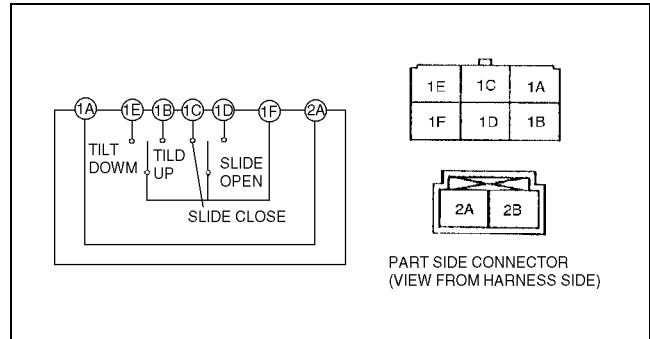 1A 1E 1B 1C 1D 1F 2A
TILT
DOWM
TILD
UP
SLIDE
OPEN
SLIDE CLOSE
1E 1C 1A
1F 1D 1B
2A 2B
PART SIDE CONNECTOR
(VIEW FROM HARNESS SIDE)